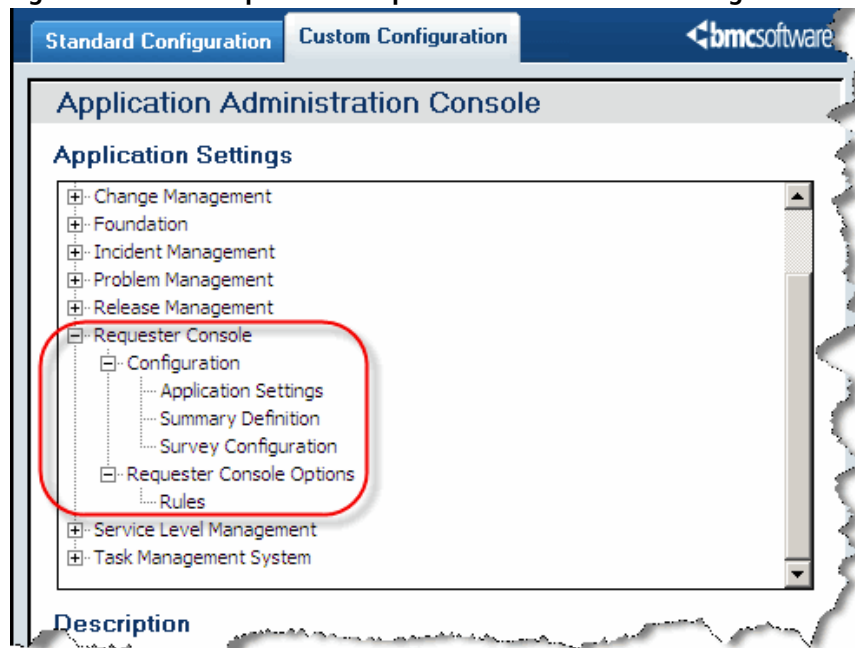 Standard Configuration Custom Configuration bmcsoftware
Application Administration Console
Application Settings
Change Management
Foundation
Incident Management
Problem Management
Release Management
Requester Console
Configuration
Application Settings
Summary Definition
Survey Configuration
Requester Console Options
Rules
Service Level Management
Task Management System
Description